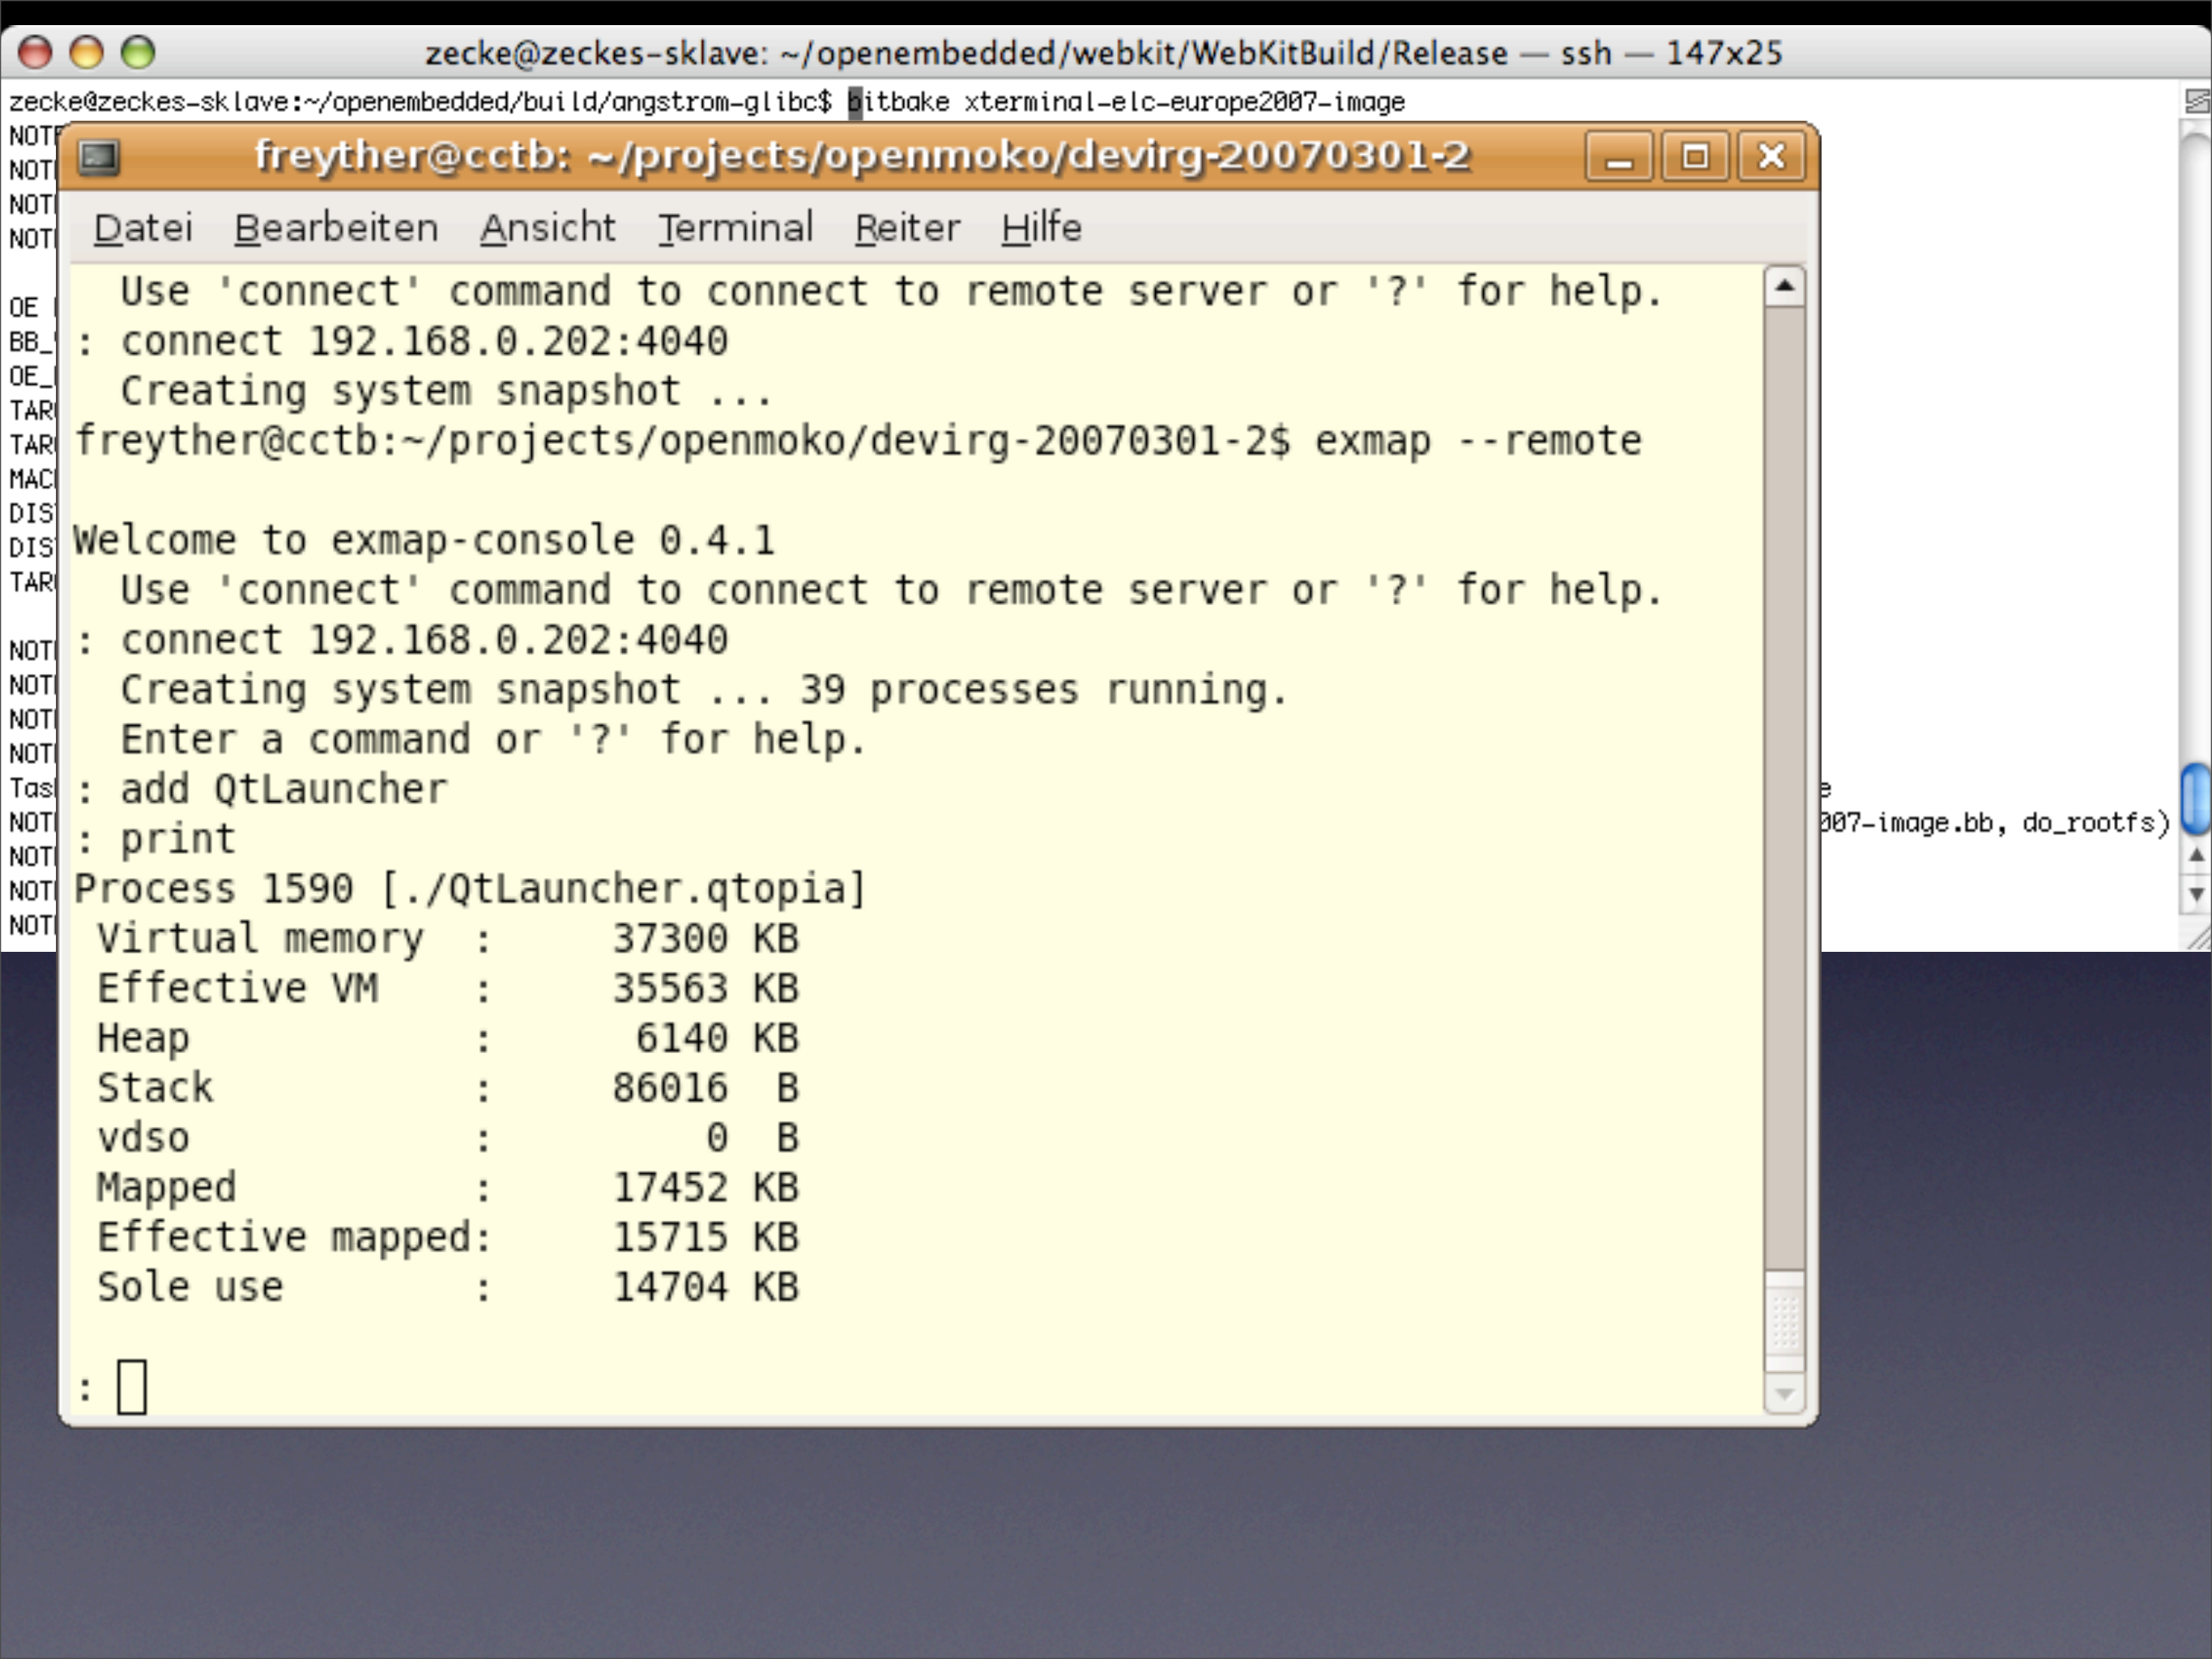 zecke@zeckes-sklave: ~/openembedded/webkit/WebKitBuild/Release — ssh — 147x25
zecke@zeckes-sklave:~/openembedded/build/angstrom-glibc$ bitbake xterminal-elc-europe2007-image
freyther@cctb: ~/projects/openmoko/devirg-20070301-2
Datei Bearbeiten Ansicht Terminal Reiter Hilfe
Use 'connect' command to connect to remote server or '?' for help.
: connect 192.168.0.202:4040
Creating system snapshot ...
freyther@cctb:~/projects/openmoko/devirg-20070301-2$ exmap --remote
Welcome to exmap-console 0.4.1
Use 'connect' command to connect to remote server or '?' for help.
: connect 192.168.0.202:4040
Creating system snapshot ... 39 processes running.
Enter a command or '?' for help.
: add QtLauncher
: print
Process 1590 [./QtLauncher.qtopia]
Virtual memory : 37300 KB
Effective VM : 35563 KB
Heap : 6140 KB
Stack : 86016 B
vdso : 0 B
Mapped : 17452 KB
Effective mapped: 15715 KB
Sole use : 14704 KB
:
007-image.bb, do_rootfs)